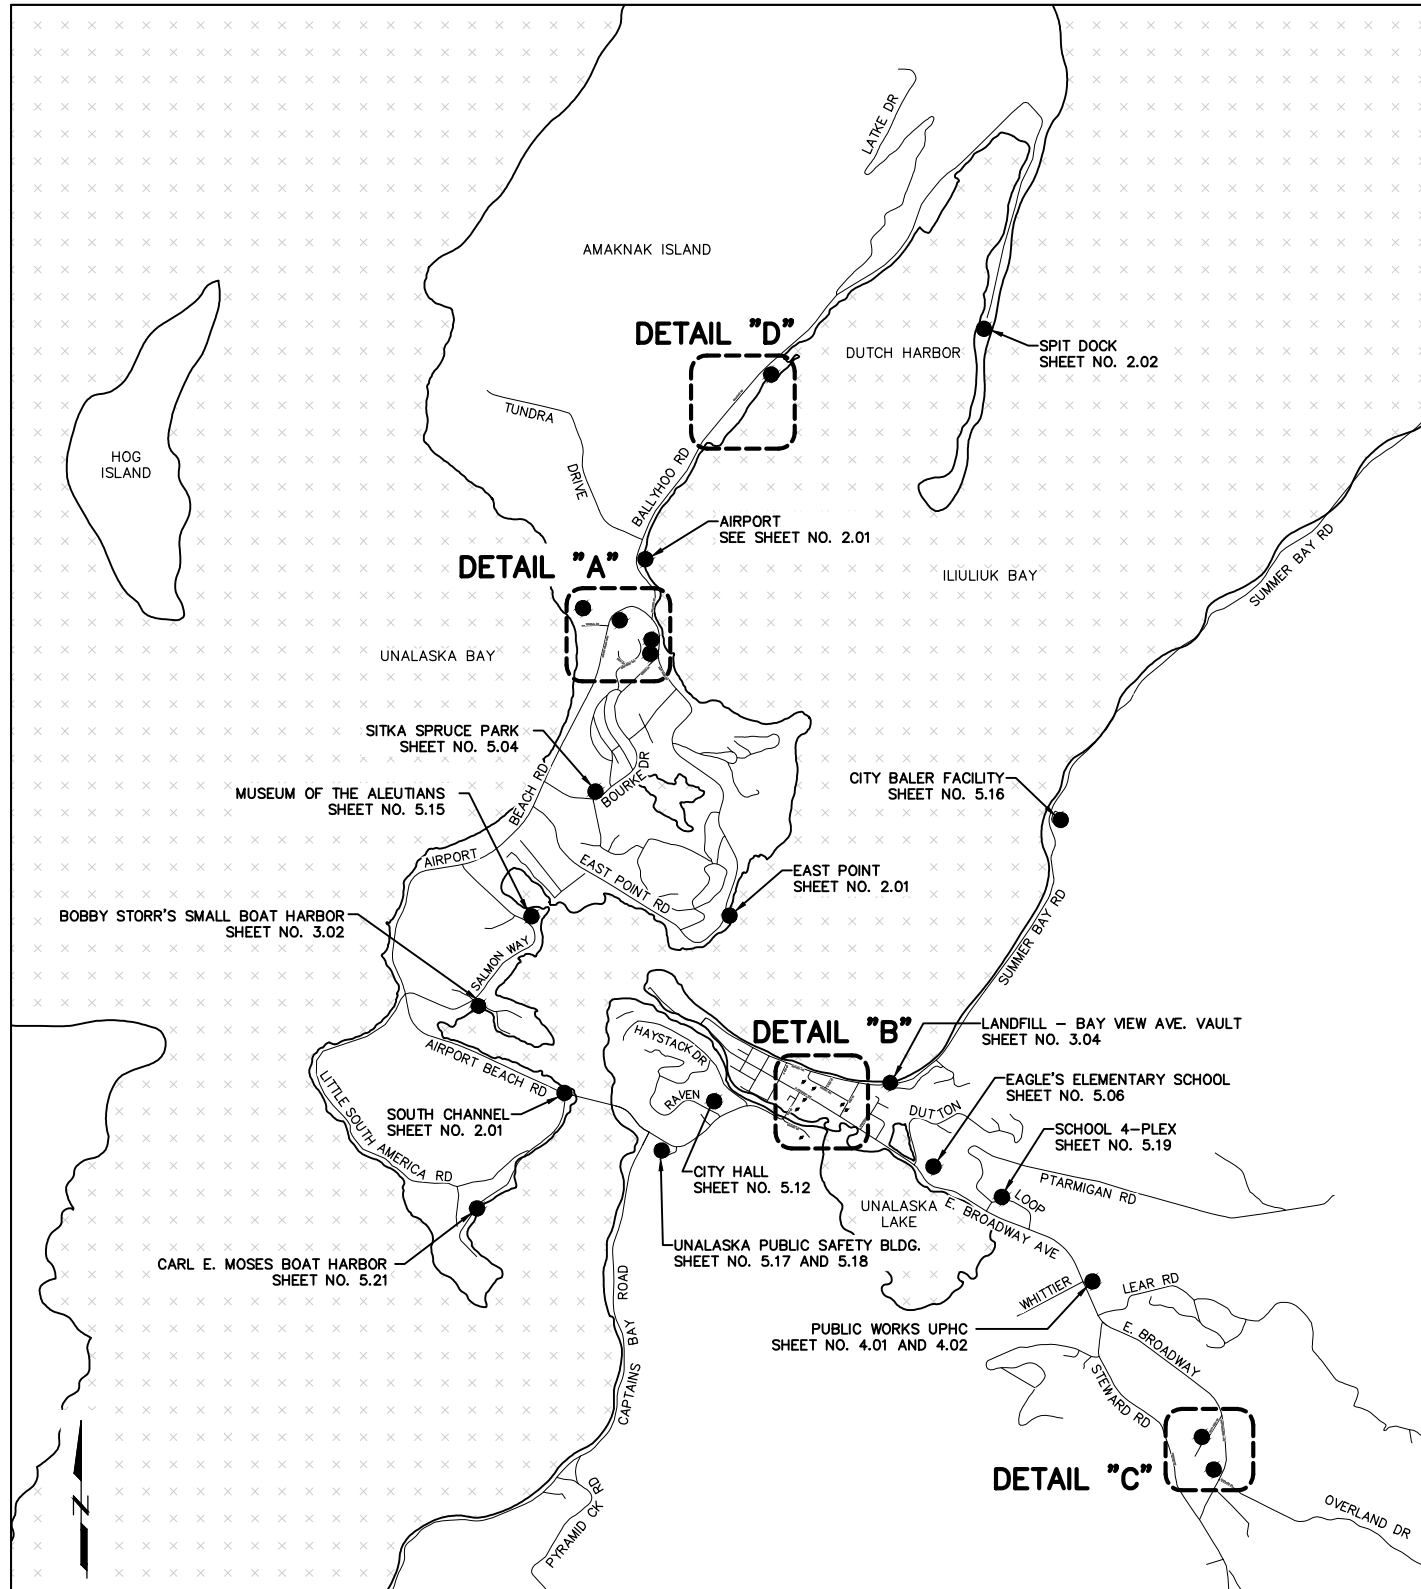 LATKE DR
AMAKNAK ISLAND
DETAIL "D"
DUTCH HARBOR
SPIT DOCK
SHEET NO. 2.02
TUNDRA
DRIVE
HOG
ISLAND
BALLYHOO RD
AIRPORT
SEE SHEET NO. 2.01
DETAIL "A"
ILIULIUK BAY
SUMMER BAY RD
UNALASKA BAY
SITKA SPRUCE PARK
SHEET NO. 5.04
BOURKE DR
CITY BALER FACILITY
SHEET NO. 5.16
MUSEUM OF THE ALEUTIANS
SHEET NO. 5.15
AIRPORT
BEACH RD
EAST POINT RD
EAST POINT
SHEET NO. 2.01
BOBBY STORR'S SMALL BOAT HARBOR
SHEET NO. 3.02
SALMON WAY
SUMMER BAY RD
DETAIL "B"
LANDFILL – BAY VIEW AVE. VAULT
SHEET NO. 3.04
HAYSTACK DR
AIRPORT BEACH RD
EAGLE'S ELEMENTARY SCHOOL
SHEET NO. 5.06
LITTLE SOUTH AMERICA RD
RAVEN
SOUTH CHANNEL
SHEET NO. 2.01
DUTTON
SCHOOL 4-PLEX
SHEET NO. 5.19
CITY HALL
SHEET NO. 5.12
PTARMIGAN RD
LOOP
UNALASKA
LAKE
E. BROADWAY AVE
UNALASKA PUBLIC SAFETY BLDG.
SHEET NO. 5.17 AND 5.18
CARL E. MOSES BOAT HARBOR
SHEET NO. 5.21
CAPTAINS BAY ROAD
WHITTIER
LEAR RD
PUBLIC WORKS UPHC
SHEET NO. 4.01 AND 4.02
E. BROADWAY
STEWARD RD
DETAIL "C"
N
PYRAMID CK RD
OVERLAND DR